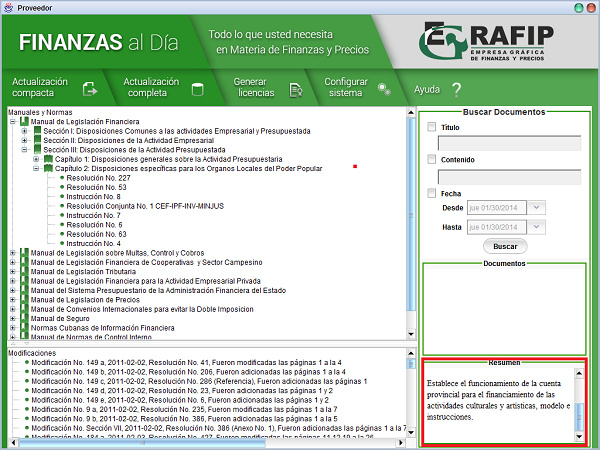 Proveedor
FINANZAS al Día
Todo lo que usted necesita
en Materia de Finanzas y Precios
EGRAFIP
EMPRESA GRÁFICA
DE FINANZAS Y PRECIOS
Actualización
compacta
Actualización
completa
Generar
licencias
Configurar
sistema
Ayuda
Manuales y Normas
Manual de Legislación Financiera
Sección I: Disposiciones Comunes a las actividades Empresarial y Presupuestada
Sección II: Disposiciones de la Actividad Empresarial
Sección III: Disposiciones de la Actividad Presupuestada
Capítulo 1: Disposiciones generales sobre la Actividad Presupuestaria
Capítulo 2: Disposiciones específicas para los Organos Locales del Poder Popular
Resolución No. 227
Resolución No. 53
Instrucción No. 8
Resolución Conjunta No. 1 CEF-IPF-INV-MINJUS
Instrucción No. 7
Resolución No. 6
Resolución No. 63
Instrucción No. 4
Manual de Legislación sobre Multas, Control y Cobros
Manual de Legislación Financiera de Cooperativas y Sector Campesino
Manual de Legislación Tributaria
Manual de Legislación Financiera para la Actividad Empresarial Privada
Manual del Sistema Presupuestario de la Administración Financiera del Estado
Manual de Legislacion de Precios
Manual de Convenios Internacionales para evitar la Doble Imposicion
Manual de Seguro
Normas Cubanas de Información Financiera
Manual de Normas de Control Interno
Modificaciones
Modificación No. 149 a, 2011-02-02, Resolución No. 41, Fueron modificadas las páginas 1 a la 4
Modificación No. 149 b, 2011-02-02, Resolución No. 206, Fueron adicionadas las páginas 1 a la 4
Modificación No. 149 c, 2011-02-02, Resolución No. 286 (Referencia), Fueron adicionadas las páginas 1
Modificación No. 149 d, 2011-02-02, Resolución No. 23, Fueron adicionadas las páginas 1 y 2
Modificación No. 149 e, 2011-02-02, Resolución No. 6, Fueron adicionadas las páginas 1 y 2
Modificación No. 9 a, 2011-02-03, Resolución No. 235, Fueron modificadas las páginas 1 a la 7
Modificación No. 9 b, 2011-02-03, Resolución No. 386, Fueron adicionadas las páginas 1 a la 5
Modificación No. Sección VII, 2011-02-03, Resolución No. 386 (Anexo No. 1), Fueron adicionadas las páginas 1 a la 7
Modificación No. 184 a, 2011-02-03, Resolución No. 427, Fueron modificadas las páginas 11,12,19 a la 26
Buscar Documentos
Titulo
Contenido
Fecha
Desde
jue 01/30/2014
Hasta
jue 01/30/2014
Buscar
Documentos
Resumen
Establece el funcionamiento de la cuenta
provincial para el financiamiento de las
actividades culturales y artísticas, modelo e
instrucciones.